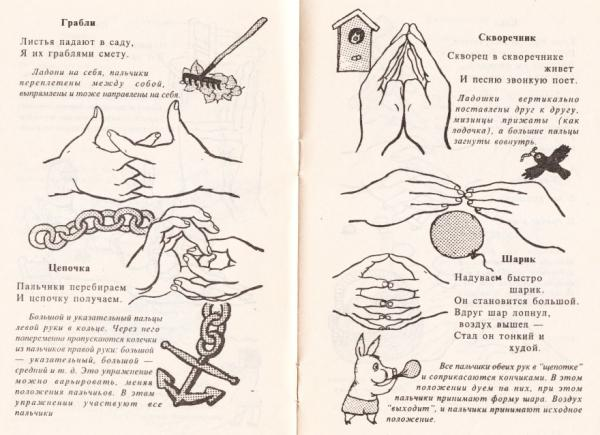 Грабли
Листья падают в саду,
Я их граблями смету.
Ладони на себя, пальчики
переплетены между собой,
выпрямлены и тоже направлены на себя.
Цепочка
Пальчики перебираем
И цепочку получаем.
Большой и указательный пальцы
левой руки в кольце. Через него
попеременно пропускаются колечки
из пальчиков правой руки: большой
— указательный, большой —
средний и т. д. Это упражнение
можно варьировать, меняя
положения пальчиков. В этом
упражнении участвуют все
пальчики
Скворечник
Скворец в скворечнике
живет
И песню звонкую поет.
Ладошки вертикально
поставлены друг к другу,
мизинцы прижаты (как
лодочка), а большие пальцы
загнуты вовнутрь.
Шарик
Надуваем быстро
шарик.
Он становится большой.
Вдруг шар лопнул,
воздух вышел —
Стал он тонкий и
худой.
Все пальчики обеих рук в "щепотке"
и соприкасаются кончиками. В этом
положении дуем на них, при этом
пальчики принимают форму шара. Воздух
"выходит", и пальчики принимают исходное
положение.